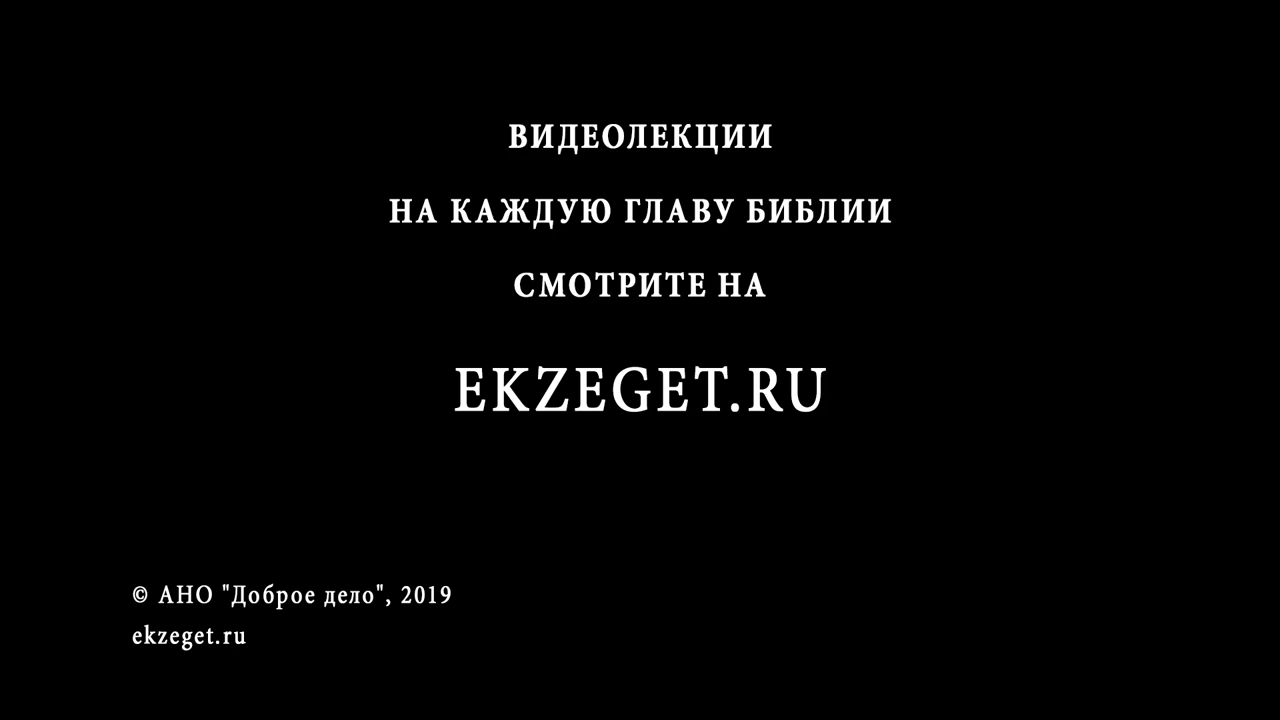 ВИДЕОЛЕКЦИИ
НА КАЖДУЮ ГЛАВУ БИБЛИИ
СМОТРИТЕ НА
EKZEGET.RU
© АНО "Доброе дело", 2019
ekzeget.ru